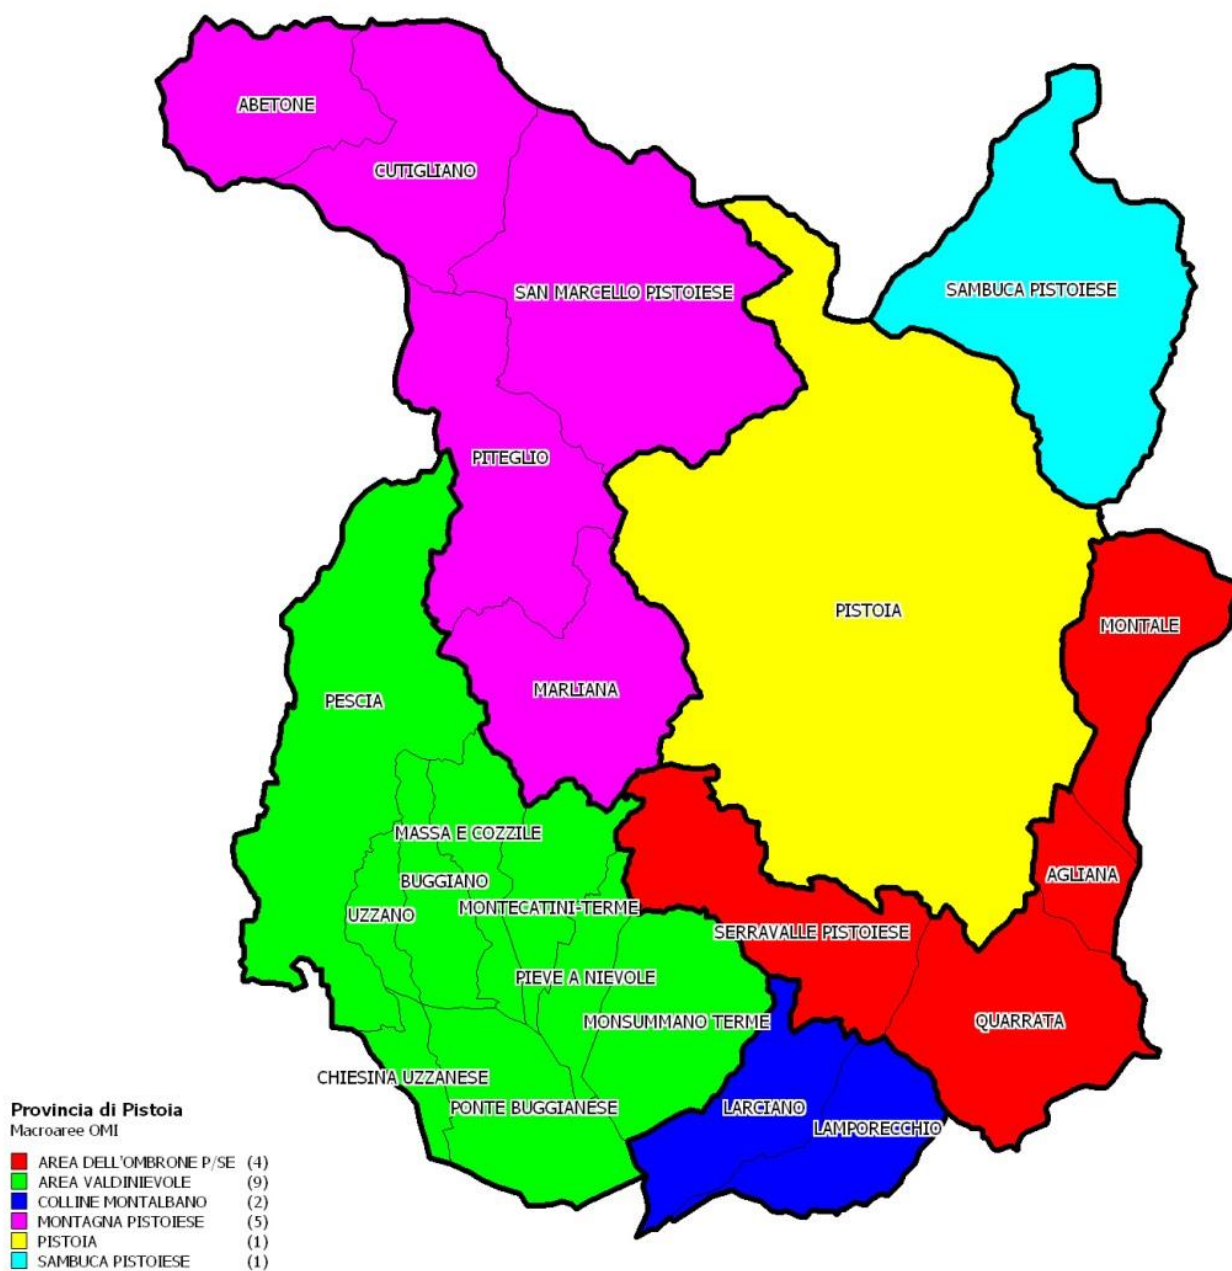 ABETONE
CUTIGLIANO
SAN MARCELLO PISTOIESE
SAMBUCA PISTOIESE
PITEGLIO
PISTOIA
MONTALE
MARLIANA
PESCIA
MASSA E COZZILE
AGLIANA
BUGGIANO
MONTECATINI-TERME
UZZANO
SERRAVALLE PISTOIESE
PIEVE A NIEVOLE
MONSUMMANO TERME
QUARRATA
CHIESINA UZZANESE
PONTE BUGGIANESE
LARCIANO
LAMPORECCHIO
Provincia di Pistoia
Macroaree OMI
AREA DELL'OMBRONE P/SE (4)
AREA VALDINIEVOLE (9)
COLLINE MONTALBANO (2)
MONTAGNA PISTOIESE (5)
PISTOIA (1)
SAMBUCA PISTOIESE (1)